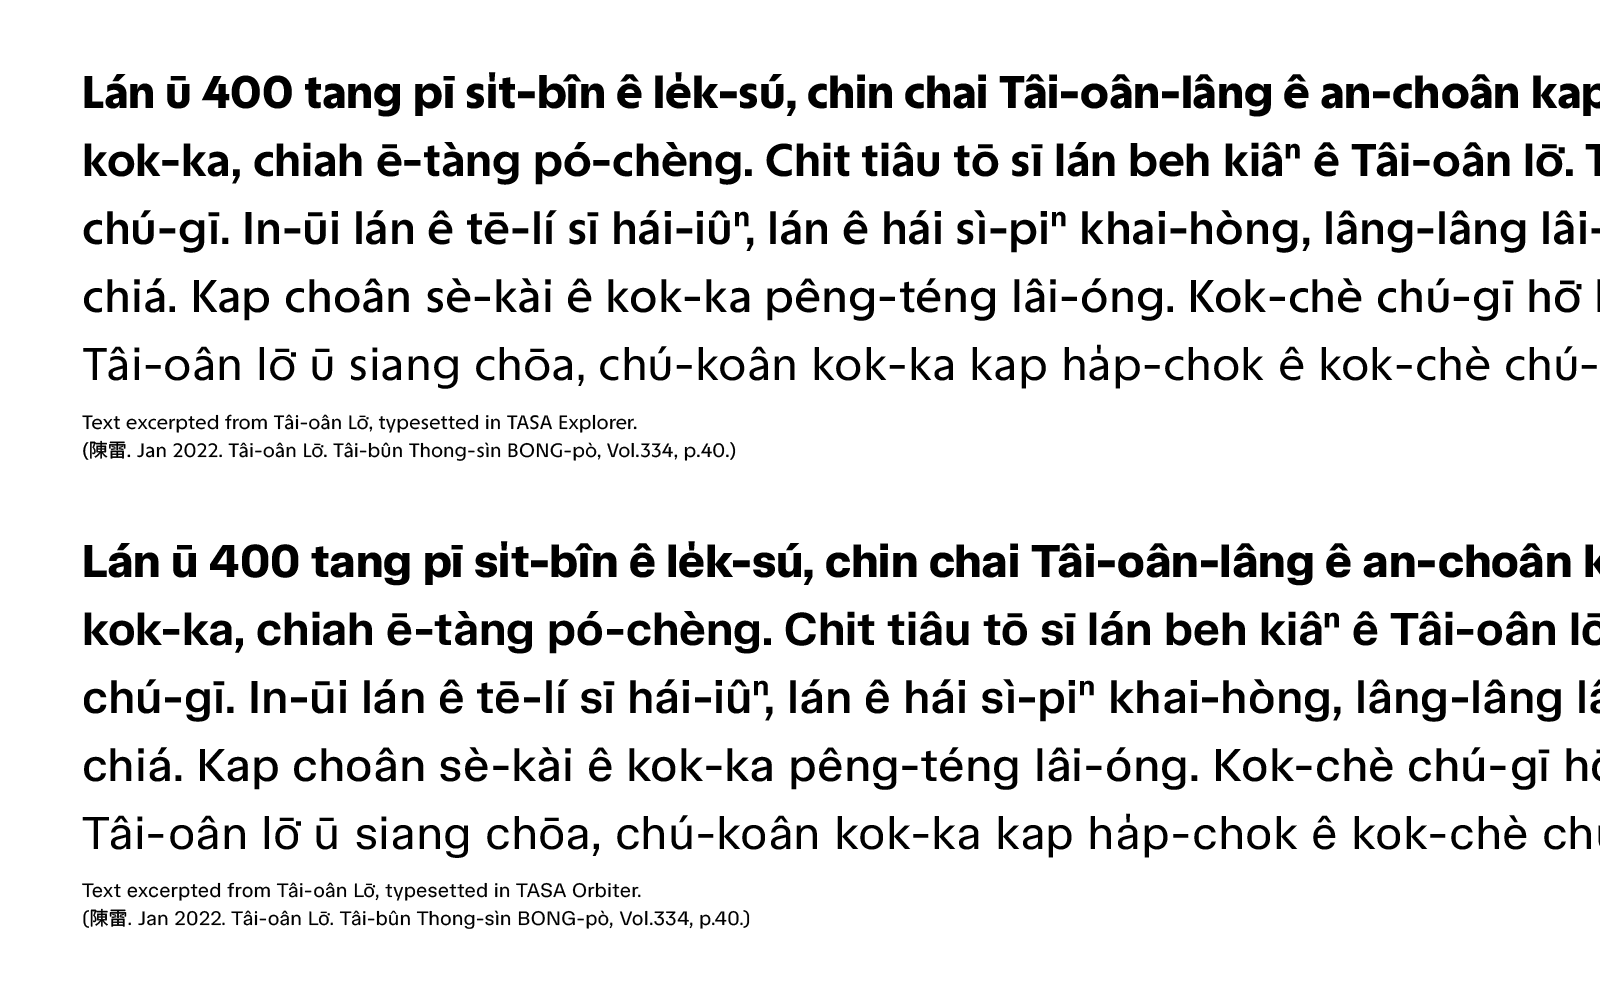 Lán ū 400 tang pī si̍t-bîn ê le̍k-sú, chin chai Tâi-oân-lâng ê an-choân kap
kok-ka, chiah ē-tàng pó-chèng. Chit tiâu tō sī lán beh kiâⁿ ê Tâi-oân lō͘. T
chú-gī. In-ūi lán ê tē-lí sī hái-iûⁿ, lán ê hái sì-piⁿ khai-hòng, lâng-lâng lâi-
chiá. Kap choân sè-kài ê kok-ka pêng-téng lâi-óng. Kok-chè chú-gī hō͘
Tâi-oân lō͘ ū siang chōa, chú-koân kok-ka kap ha̍p-chok ê kok-chè chú-
Text excerpted from Tâi-oân Lō͘, typesetted in TASA Explorer.
(陳雷. Jan 2022. Tâi-oân Lō͘. Tâi-bûn Thong-sìn BONG-pò, Vol.334, p.40.)
Lán ū 400 tang pī si̍t-bîn ê le̍k-sú, chin chai Tâi-oân-lâng ê an-choân k
kok-ka, chiah ē-tàng pó-chèng. Chit tiâu tō sī lán beh kiâⁿ ê Tâi-oân lō
chú-gī. In-ūi lán ê tē-lí sī hái-iûⁿ, lán ê hái sì-piⁿ khai-hòng, lâng-lâng lâ
chiá. Kap choân sè-kài ê kok-ka pêng-téng lâi-óng. Kok-chè chú-gī hō
Tâi-oân lō͘ ū siang chōa, chú-koân kok-ka kap ha̍p-chok ê kok-chè chú
Text excerpted from Tâi-oân Lō͘, typesetted in TASA Orbiter.
(陳雷. Jan 2022. Tâi-oân Lō͘. Tâi-bûn Thong-sìn BONG-pò, Vol.334, p.40.)